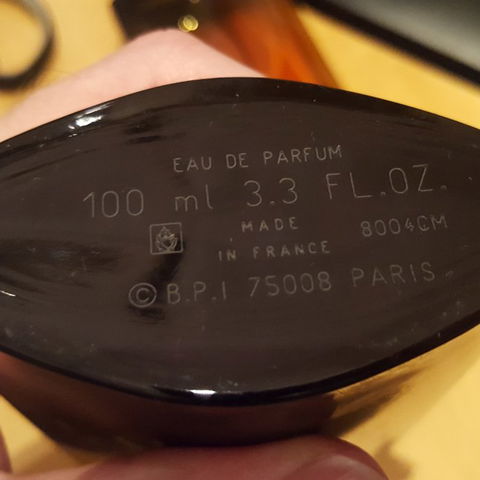 EAU DE PARFUM
100 ml 3.3 FL.OZ.
MADE
IN FRANCE
8004CM
© B.P.I 75008 PARIS